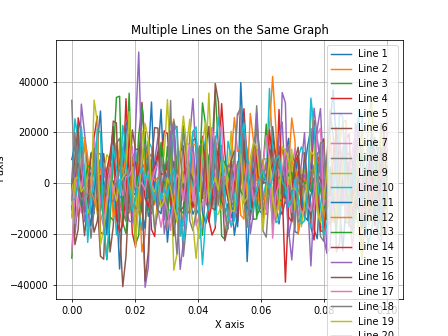 Multiple Lines on the Same Graph
40000
20000
0
−20000
−40000
0.00
0.02
0.04
0.06
X axis
Line 1
Line 2
Line 3
Line 4
Line 5
Line 6
Line 7
Line 8
Line 9
Line 10
Line 11
Line 12
Line 13
Line 14
Line 15
Line 16
Line 17
Line 18
Line 19
Line 20